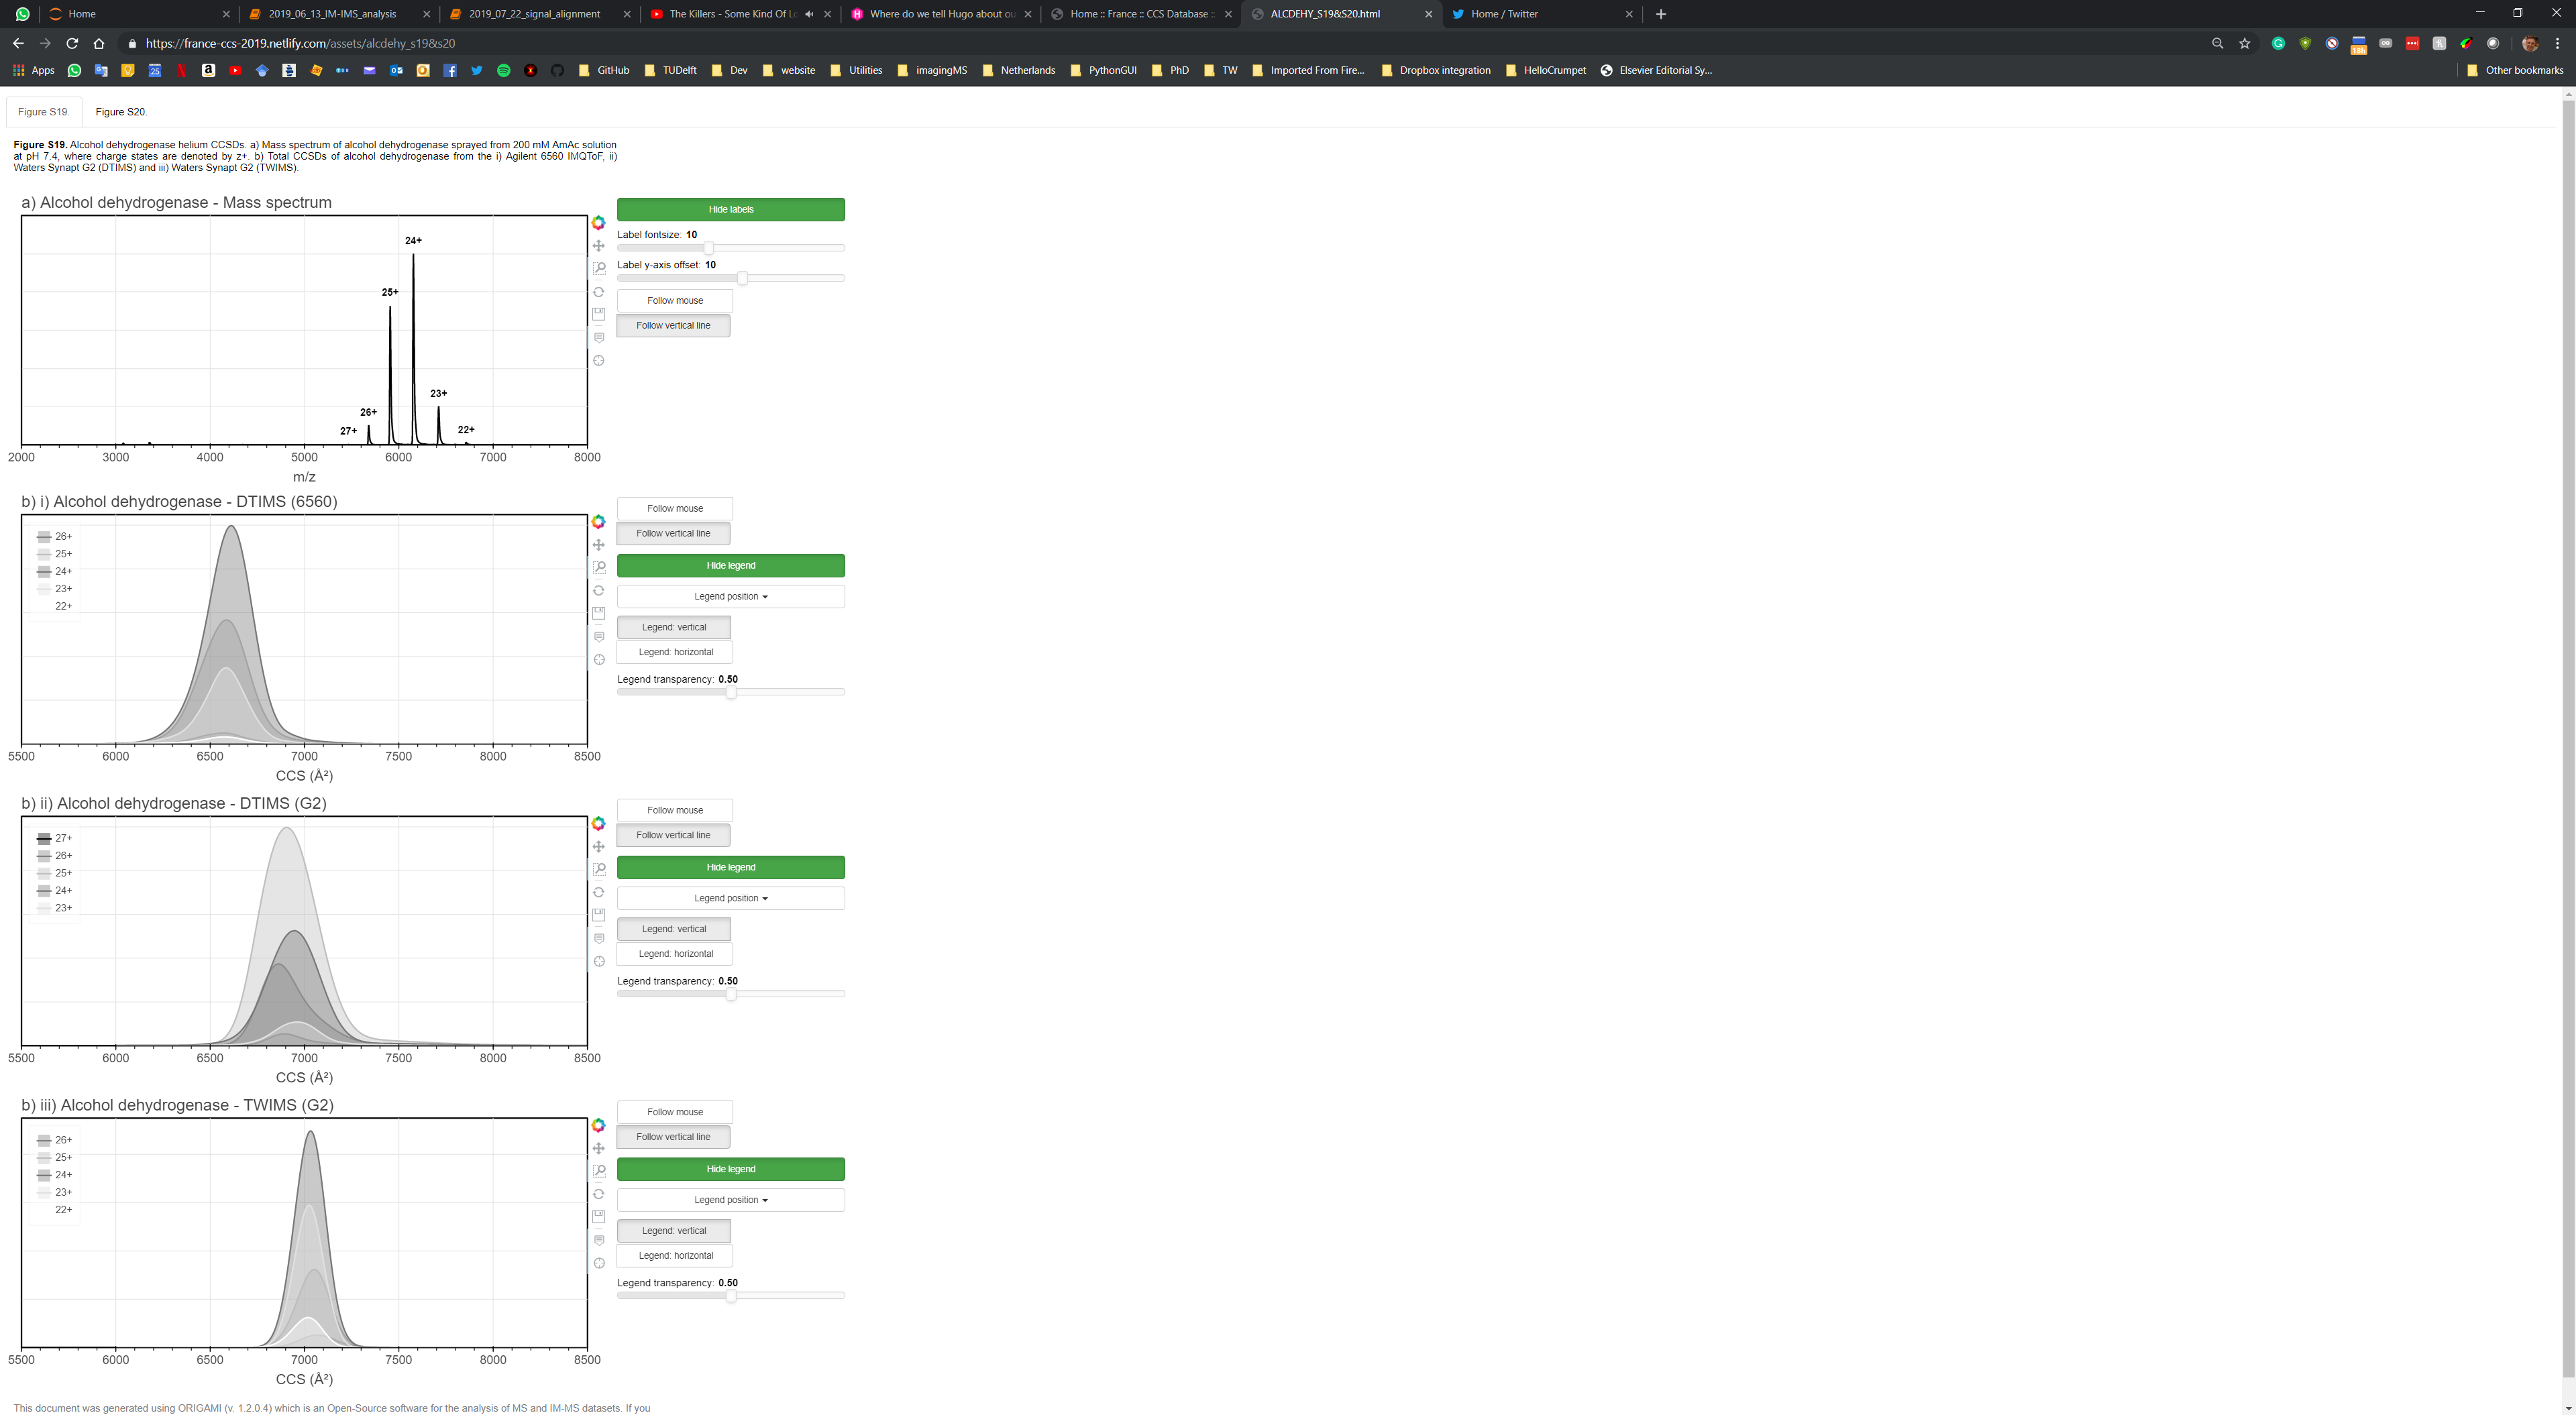 Home
2019_06_13_IM-IMS_analysis
2019_07_22_signal_alignment
The Killers - Some Kind Of Lo
Where do we tell Hugo about ou
Home :: France :: CCS Database ::
ALCDEHY_S19&S20.html
Home / Twitter
https://france-ccs-2019.netlify.com/assets/alcdehy_s19&s20
18h
Apps
25
GitHub
TUDelft
Dev
website
Utilities
imagingMS
Netherlands
PythonGUI
PhD
TW
Imported From Fire...
Dropbox integration
HelloCrumpet
Elsevier Editorial Sy...
Other bookmarks
Figure S19.
Figure S20.
Figure S19. Alcohol dehydrogenase helium CCSDs. a) Mass spectrum of alcohol dehydrogenase sprayed from 200 mM AmAc solution
at pH 7.4, where charge states are denoted by z+. b) Total CCSDs of alcohol dehydrogenase from the i) Agilent 6560 IMQToF, ii)
Waters Synapt G2 (DTIMS) and iii) Waters Synapt G2 (TWIMS).
a) Alcohol dehydrogenase - Mass spectrum
24+
25+
23+
26+
27+
22+
2000 3000 4000 5000 6000 7000 8000
m/z
Hide labels
Label fontsize: 10
Label y-axis offset: 10
Follow mouse
Follow vertical line
b) i) Alcohol dehydrogenase - DTIMS (6560)
26+
25+
24+
23+
22+
5500 6000 6500 7000 7500 8000 8500
CCS (Å²)
Follow mouse
Follow vertical line
Hide legend
Legend position
Legend: vertical
Legend: horizontal
Legend transparency: 0.50
b) ii) Alcohol dehydrogenase - DTIMS (G2)
27+
26+
25+
24+
23+
5500 6000 6500 7000 7500 8000 8500
CCS (Å²)
Follow mouse
Follow vertical line
Hide legend
Legend position
Legend: vertical
Legend: horizontal
Legend transparency: 0.50
b) iii) Alcohol dehydrogenase - TWIMS (G2)
26+
25+
24+
23+
22+
5500 6000 6500 7000 7500 8000 8500
CCS (Å²)
Follow mouse
Follow vertical line
Hide legend
Legend position
Legend: vertical
Legend: horizontal
Legend transparency: 0.50
This document was generated using ORIGAMI (v. 1.2.0.4) which is an Open-Source software for the analysis of MS and IM-MS datasets. If you